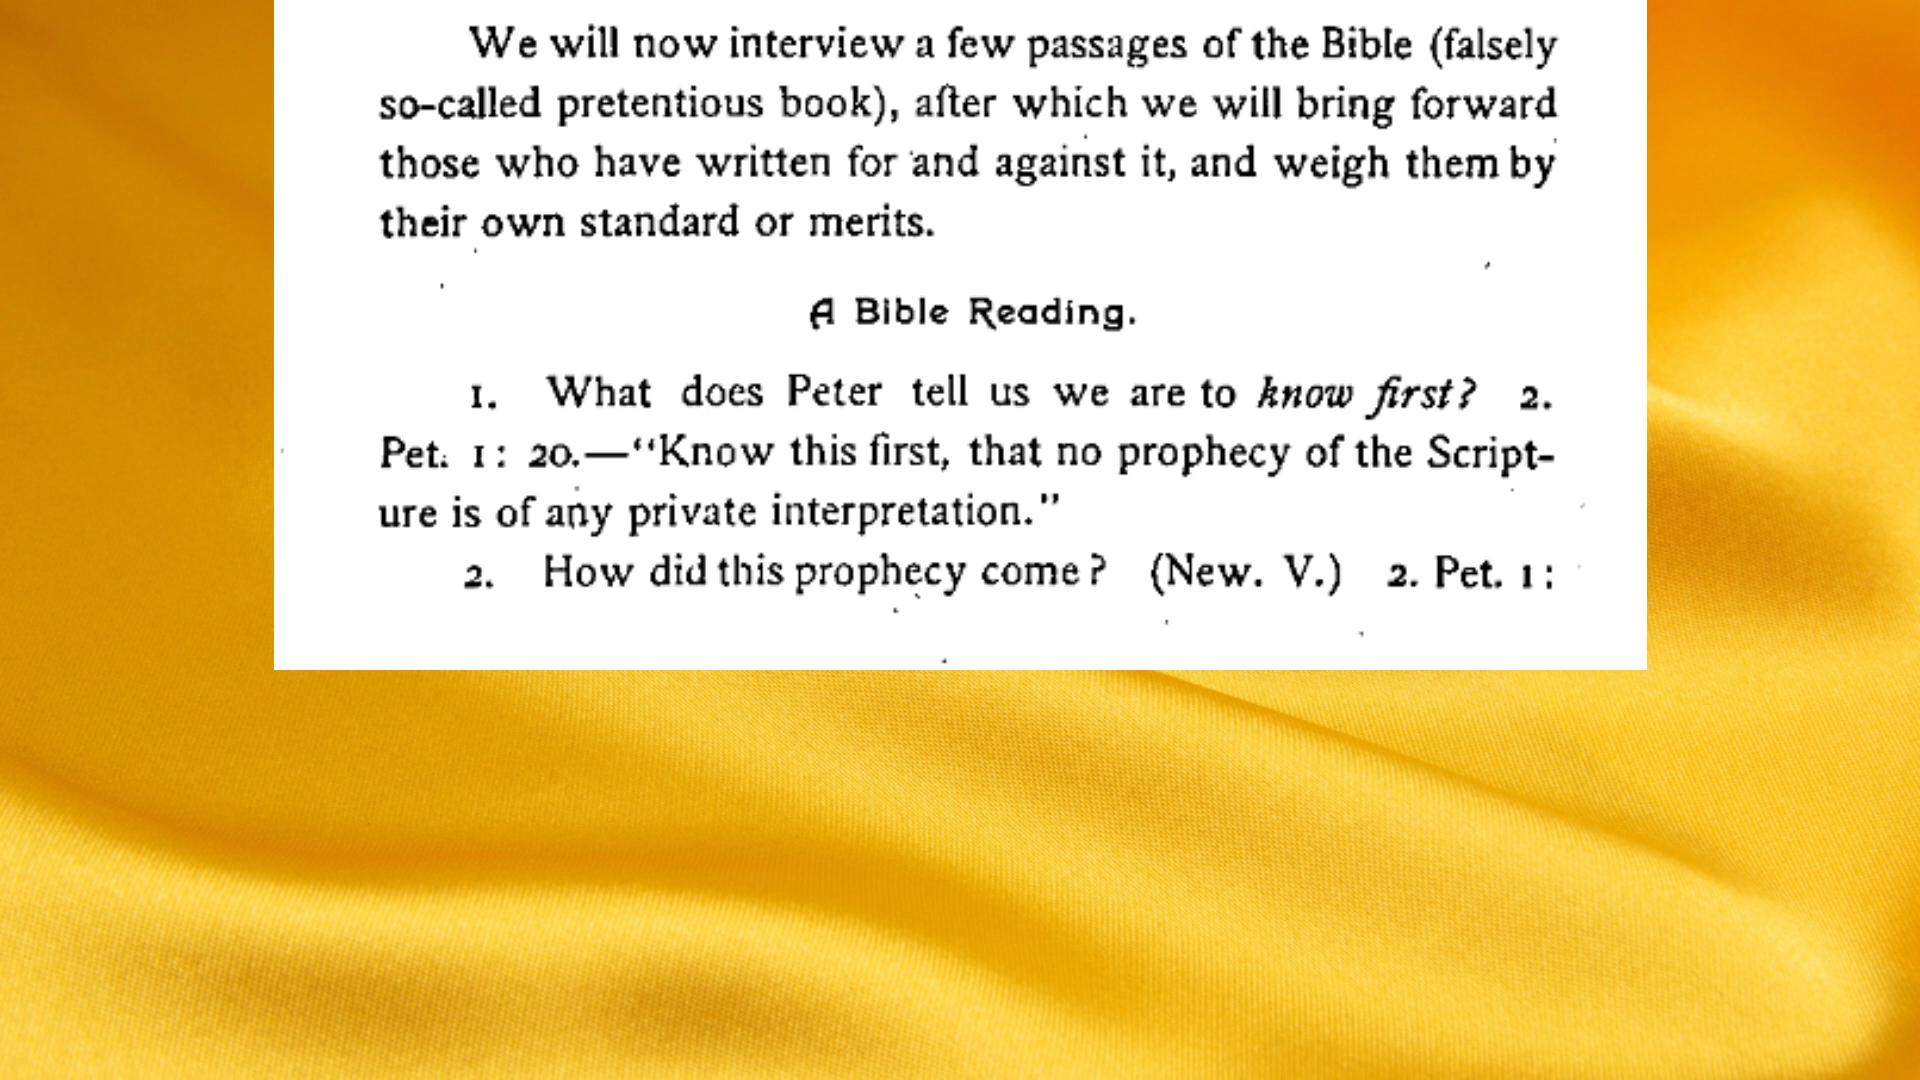 We will now interview a few passages of the Bible (falsely
so-called pretentious book), after which we will bring forward
those who have written for and against it, and weigh them by
their own standard or merits.
A Bible Reading.
1. What does Peter tell us we are to know first? 2.
Pet. 1: 20.—“Know this first, that no prophecy of the Script-
ure is of any private interpretation.”
2. How did this prophecy come? (New. V.) 2. Pet. 1: